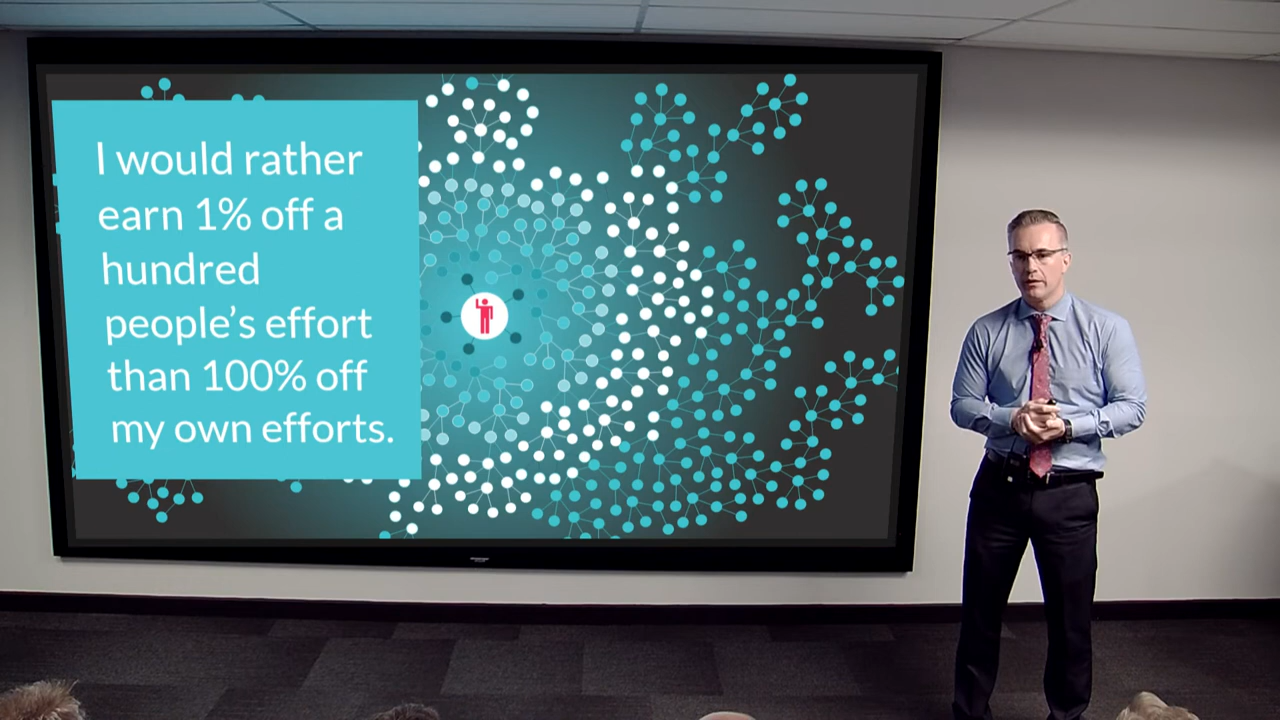 I would rather
earn 1% off a
hundred
people's effort
than 100% off
my own efforts.